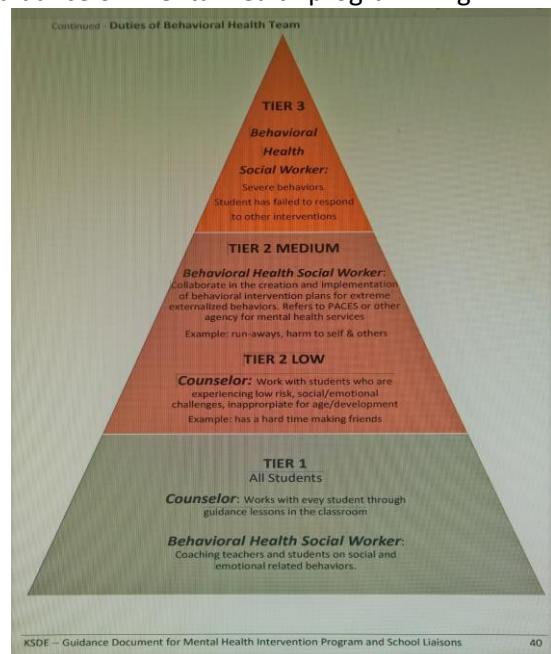 Continued - Duties of Behavioral Health Team
TIER 3
Behavioral
Health
Social Worker:
Severe behaviors
Student has failed to respond
to other interventions
TIER 2 MEDIUM
Behavioral Health Social Worker:
Collaborate in the creation and implementation
of behavioral intervention plans for extreme
externalized behaviors. Refers to PACES or other
agency for mental health services
Example: run-aways, harm to self & others
TIER 2 LOW
Counselor: Work with students who are
experiencing low risk, social/emotional
challenges, inapprorpiate for age/development
Example: has a hard time making friends
TIER 1
All Students
Counselor: Works with evey student through
guidance lessons in the classroom
Behavioral Health Social Worker:
Coaching teachers and students on social and
emotional related behaviors.
KSDE – Guidance Document for Mental Health Intervention Program and School Liaisons 40